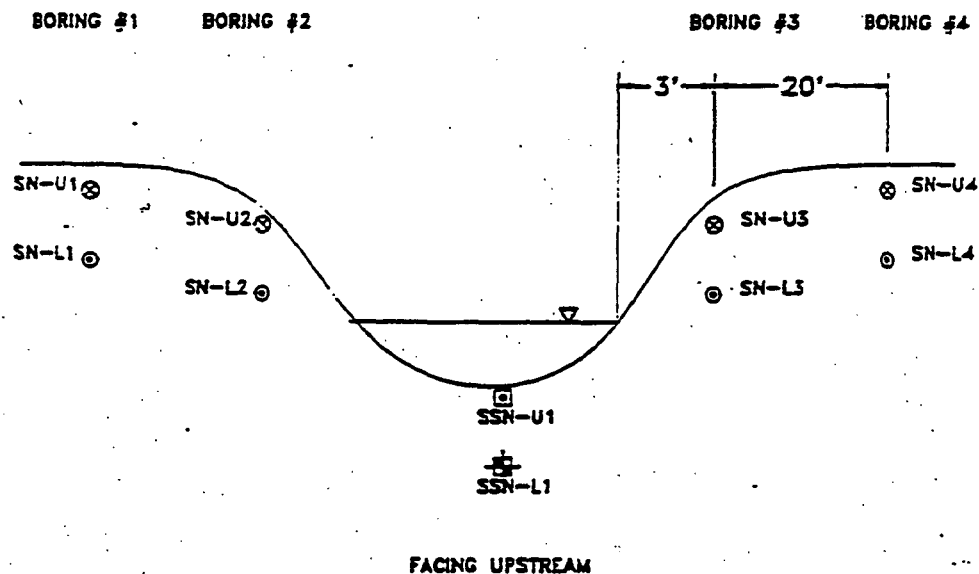 BORING #1 BORING #2 BORING #3 BORING #4
3' 20'
SN-U1 SN-U4
SN-U2 SN-U3
SN-L1 SN-L4
SN-L2 SN-L3
SSN-U1
SSN-L1
FACING UPSTREAM